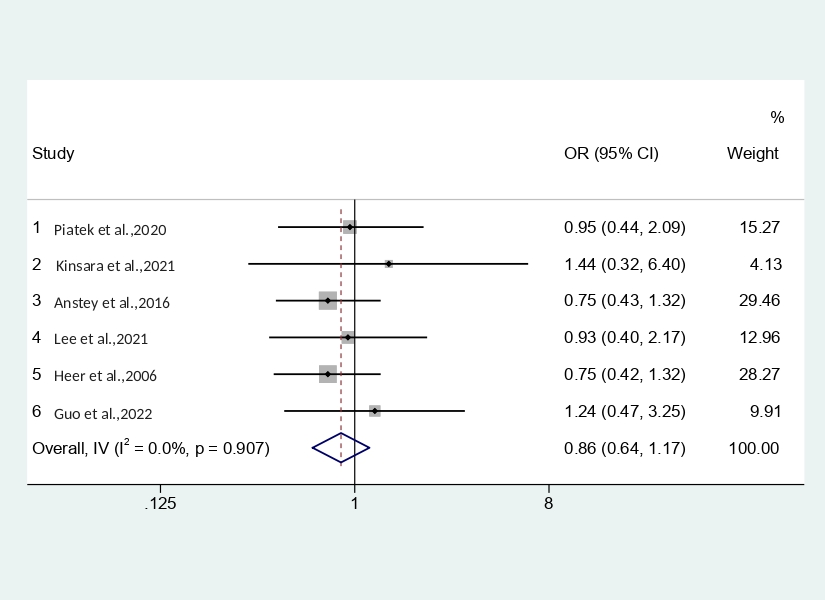 %
Study OR (95% CI) Weight
1 Piatek et al.,2020 0.95 (0.44, 2.09) 15.27
2 Kinsara et al.,2021 1.44 (0.32, 6.40) 4.13
3 Anstey et al.,2016 0.75 (0.43, 1.32) 29.46
4 Lee et al.,2021 0.93 (0.40, 2.17) 12.96
5 Heer et al.,2006 0.75 (0.42, 1.32) 28.27
6 Guo et al.,2022 1.24 (0.47, 3.25) 9.91
Overall, IV (I² = 0.0%, p = 0.907) 0.86 (0.64, 1.17) 100.00
.125 1 8